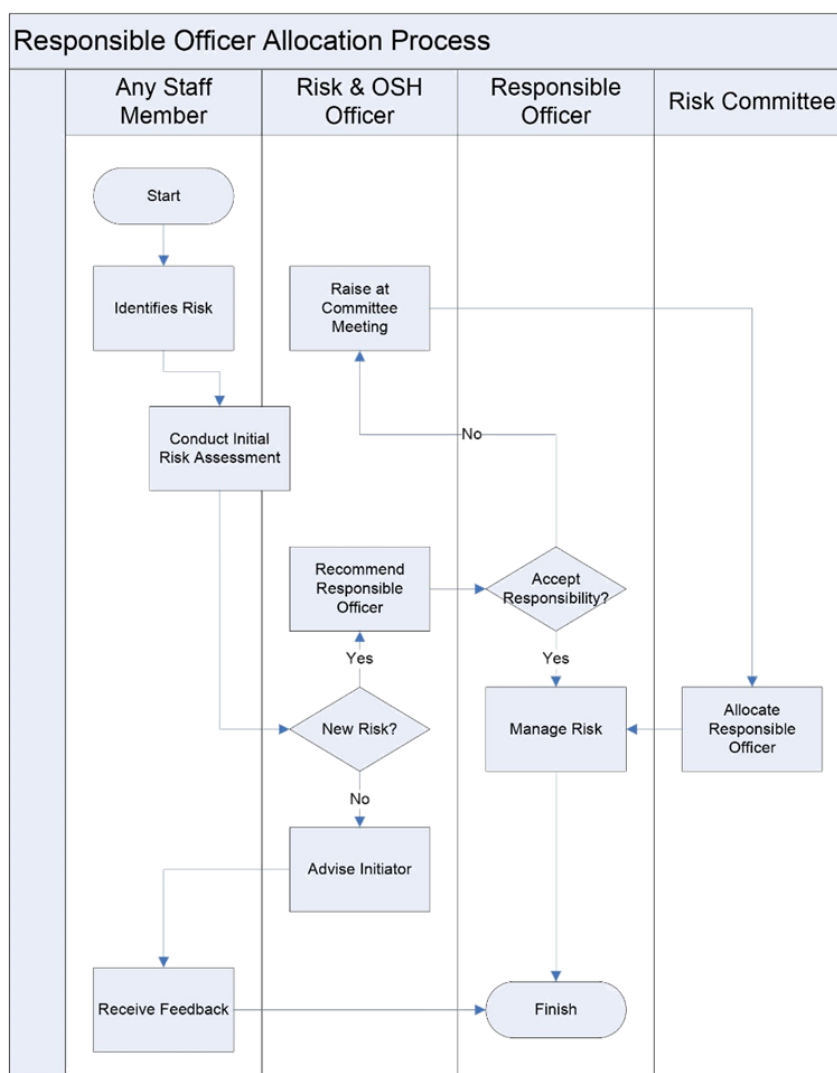 Responsible Officer Allocation Process
Any Staff
Member
Risk & OSH
Officer
Responsible
Officer
Risk Committee
Start
Identifies Risk
Raise at
Committee
Meeting
Conduct Initial
Risk Assessment
No
Recommend
Responsible
Officer
Accept
Responsibility?
Yes
Yes
New Risk?
Manage Risk
Allocate
Responsible
Officer
No
Advise Initiator
Receive Feedback
Finish